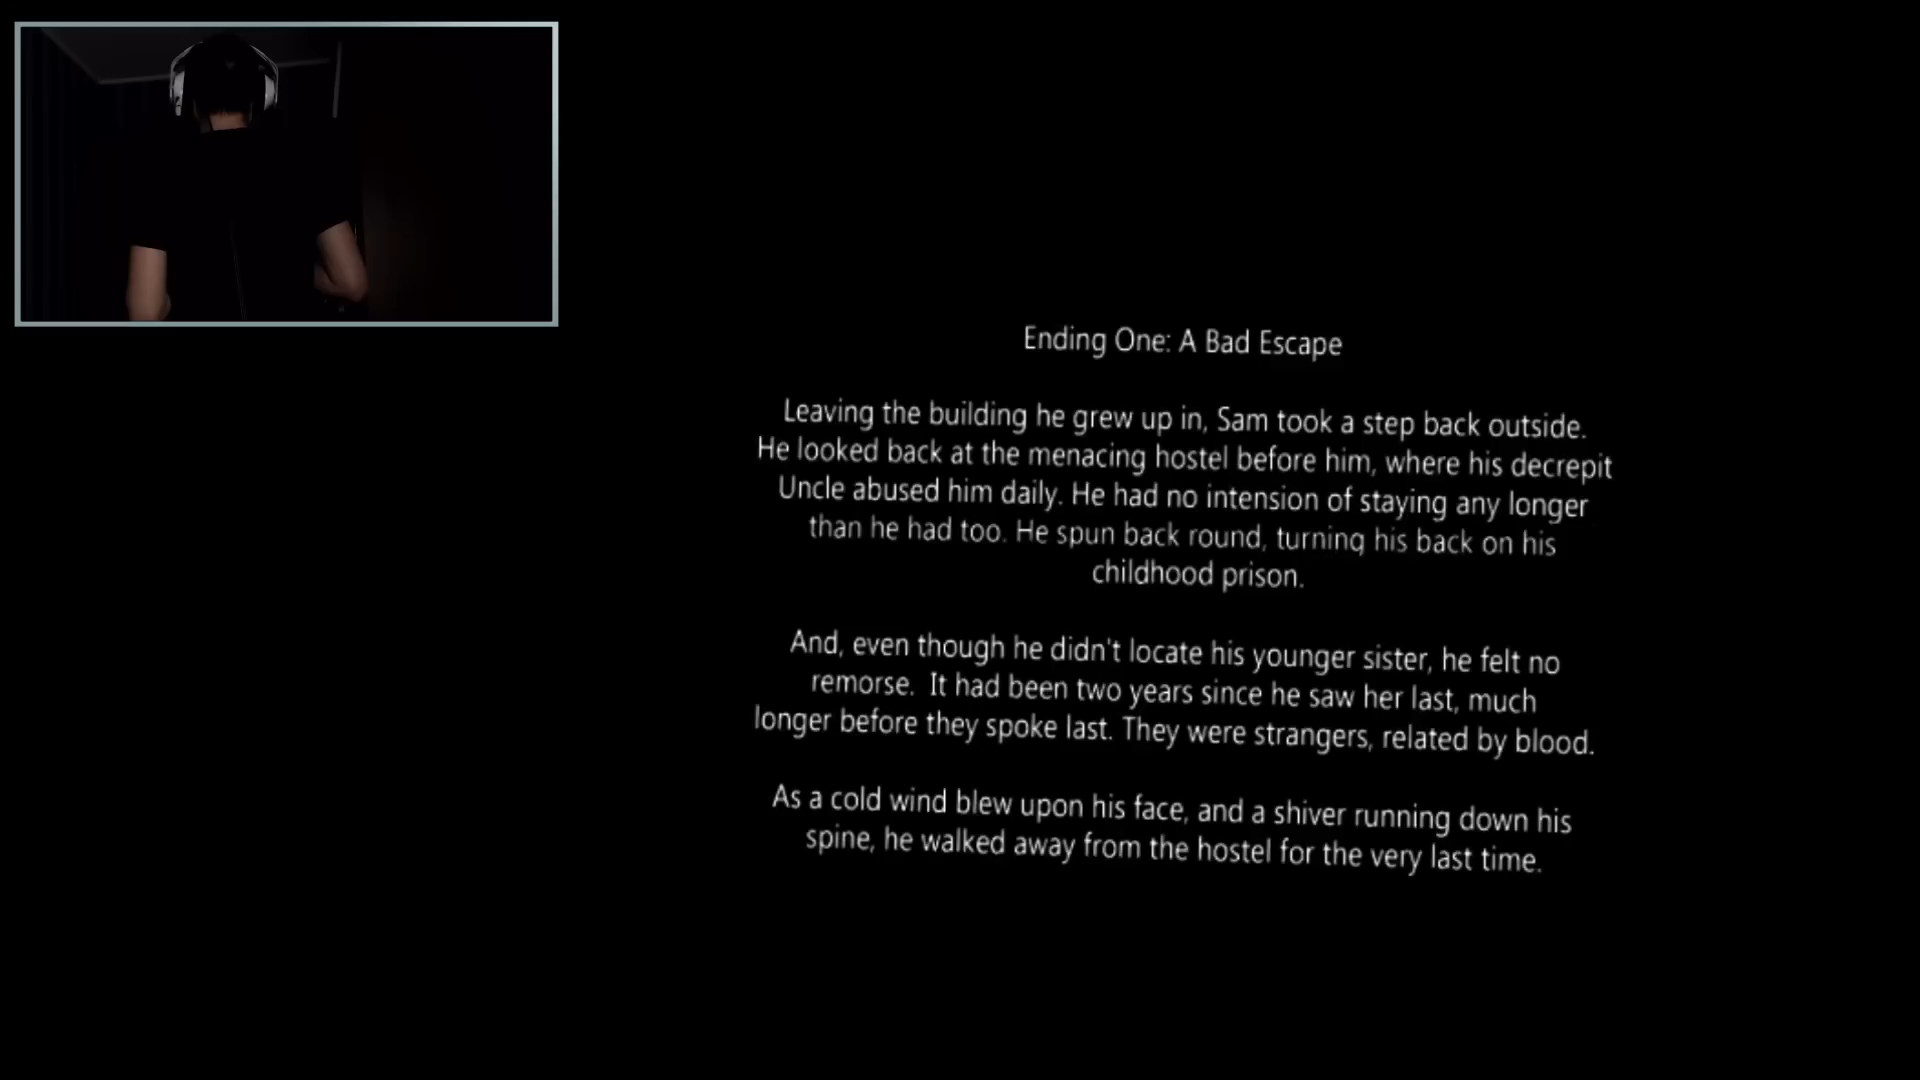 Ending One: A Bad Escape
Leaving the building he grew up in, Sam took a step back outside.
He looked back at the menacing hostel before him, where his decrepit
Uncle abused him daily. He had no intension of staying any longer
than he had too. He spun back round, turning his back on his
childhood prison.
And, even though he didn't locate his younger sister, he felt no
remorse.  It had been two years since he saw her last, much
longer before they spoke last. They were strangers, related by blood.
As a cold wind blew upon his face, and a shiver running down his
spine, he walked away from the hostel for the very last time.